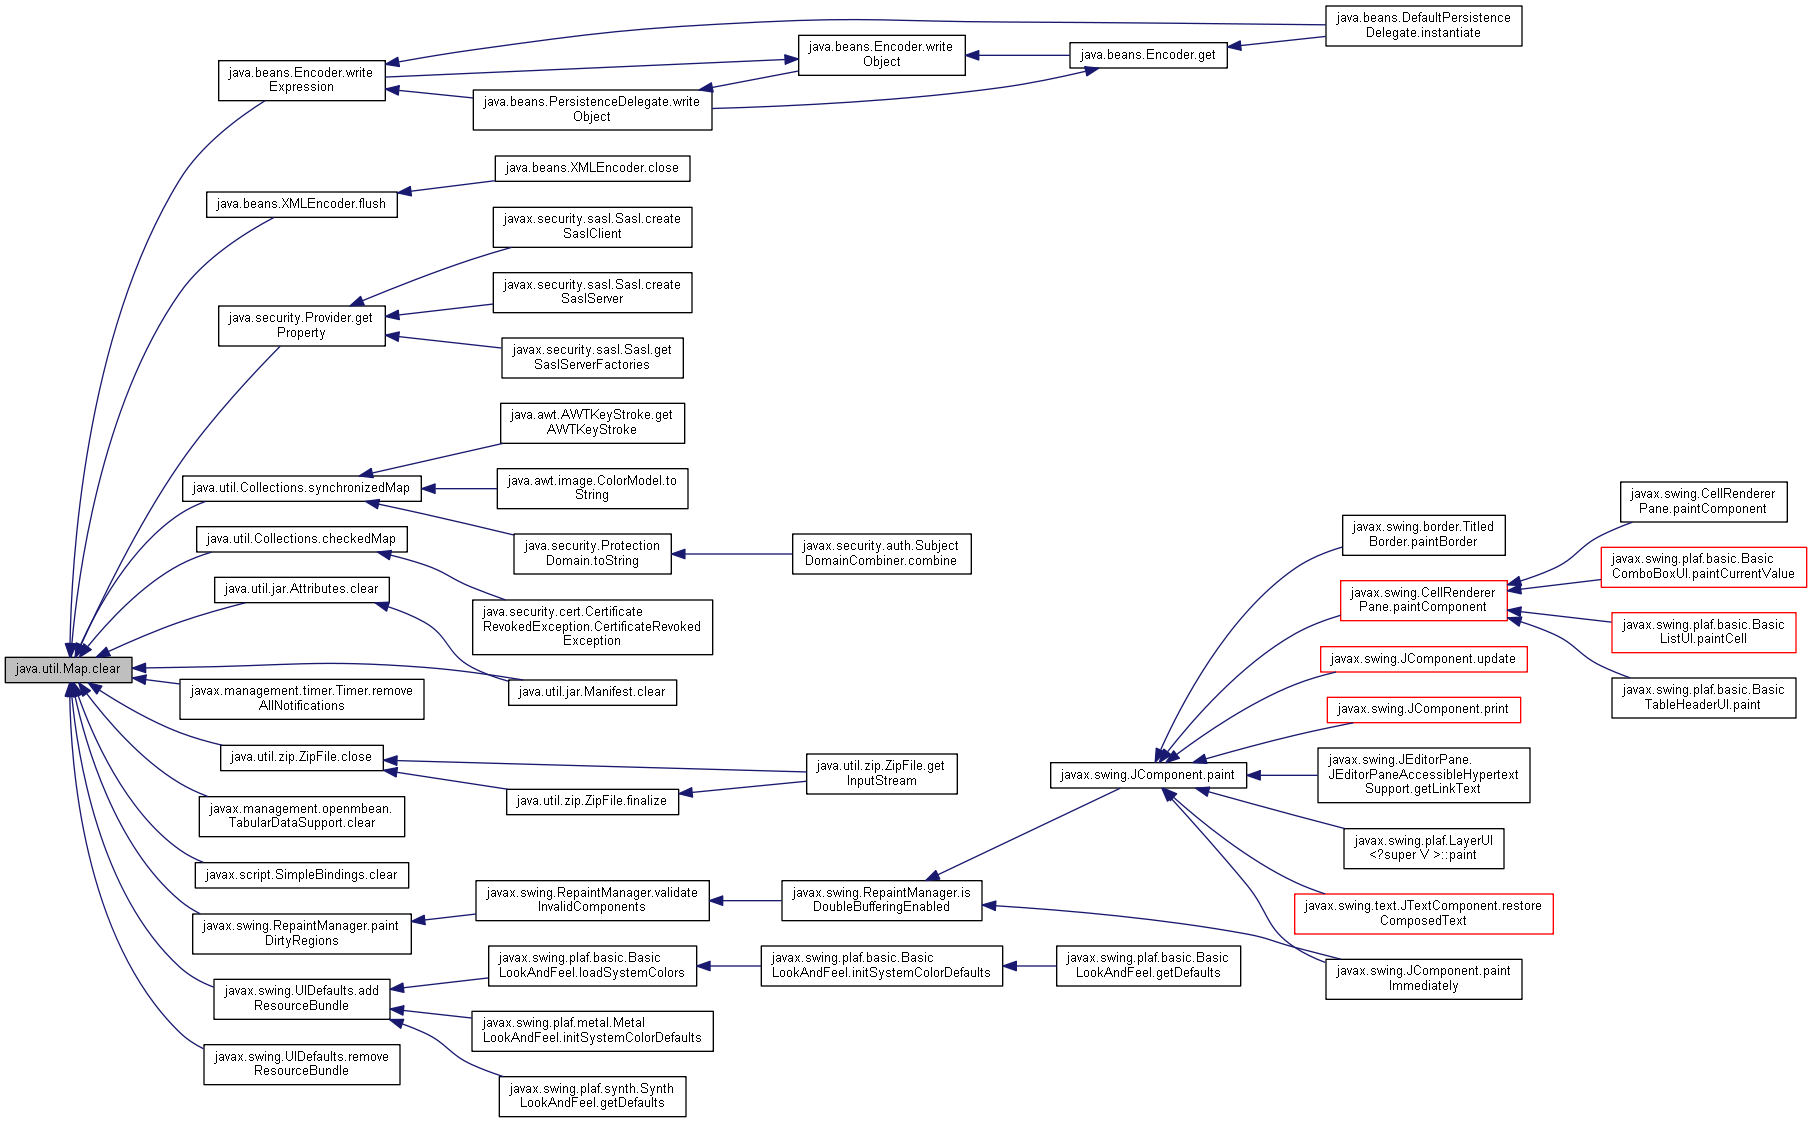 java.beans.DefaultPersistence
Delegate.instantiate
java.beans.Encoder.write
Object
java.beans.Encoder.get
java.beans.Encoder.write
Expression
java.beans.PersistenceDelegate.write
Object
java.beans.XMLEncoder.close
java.beans.XMLEncoder.flush
javax.security.sasl.Sasl.create
SaslClient
javax.security.sasl.Sasl.create
SaslServer
java.security.Provider.get
Property
javax.security.sasl.Sasl.get
SaslServerFactories
java.awt.AWTKeyStroke.get
AWTKeyStroke
java.util.Collections.synchronizedMap
java.awt.image.ColorModel.to
String
java.util.Collections.checkedMap
java.security.Protection
Domain.toString
javax.security.auth.Subject
DomainCombiner.combine
java.util.jar.Attributes.clear
java.security.cert.Certificate
RevokedException.CertificateRevoked
Exception
java.util.Map.clear
javax.management.timer.Timer.remove
AllNotifications
java.util.jar.Manifest.clear
java.util.zip.ZipFile.close
java.util.zip.ZipFile.get
InputStream
java.util.zip.ZipFile.finalize
javax.management.openmbean.
TabularDataSupport.clear
javax.script.SimpleBindings.clear
javax.swing.RepaintManager.paint
DirtyRegions
javax.swing.RepaintManager.validate
InvalidComponents
javax.swing.RepaintManager.is
DoubleBufferingEnabled
javax.swing.UIDefaults.add
ResourceBundle
javax.swing.plaf.basic.Basic
LookAndFeel.loadSystemColors
javax.swing.plaf.basic.Basic
LookAndFeel.initSystemColorDefaults
javax.swing.plaf.basic.Basic
LookAndFeel.getDefaults
javax.swing.plaf.metal.Metal
LookAndFeel.initSystemColorDefaults
javax.swing.UIDefaults.remove
ResourceBundle
javax.swing.plaf.synth.Synth
LookAndFeel.getDefaults
javax.swing.JComponent.paint
javax.swing.border.Titled
Border.paintBorder
javax.swing.CellRenderer
Pane.paintComponent
javax.swing.CellRenderer
Pane.paintComponent
javax.swing.plaf.basic.Basic
ComboBoxUI.paintCurrentValue
javax.swing.plaf.basic.Basic
ListUI.paintCell
javax.swing.plaf.basic.Basic
TableHeaderUI.paint
javax.swing.JComponent.update
javax.swing.JComponent.print
javax.swing.JEditorPane.
JEditorPaneAccessibleHypertext
Support.getLinkText
javax.swing.plaf.LayerUI
<?super V >::paint
javax.swing.text.JTextComponent.restore
ComposedText
javax.swing.JComponent.paint
Immediately